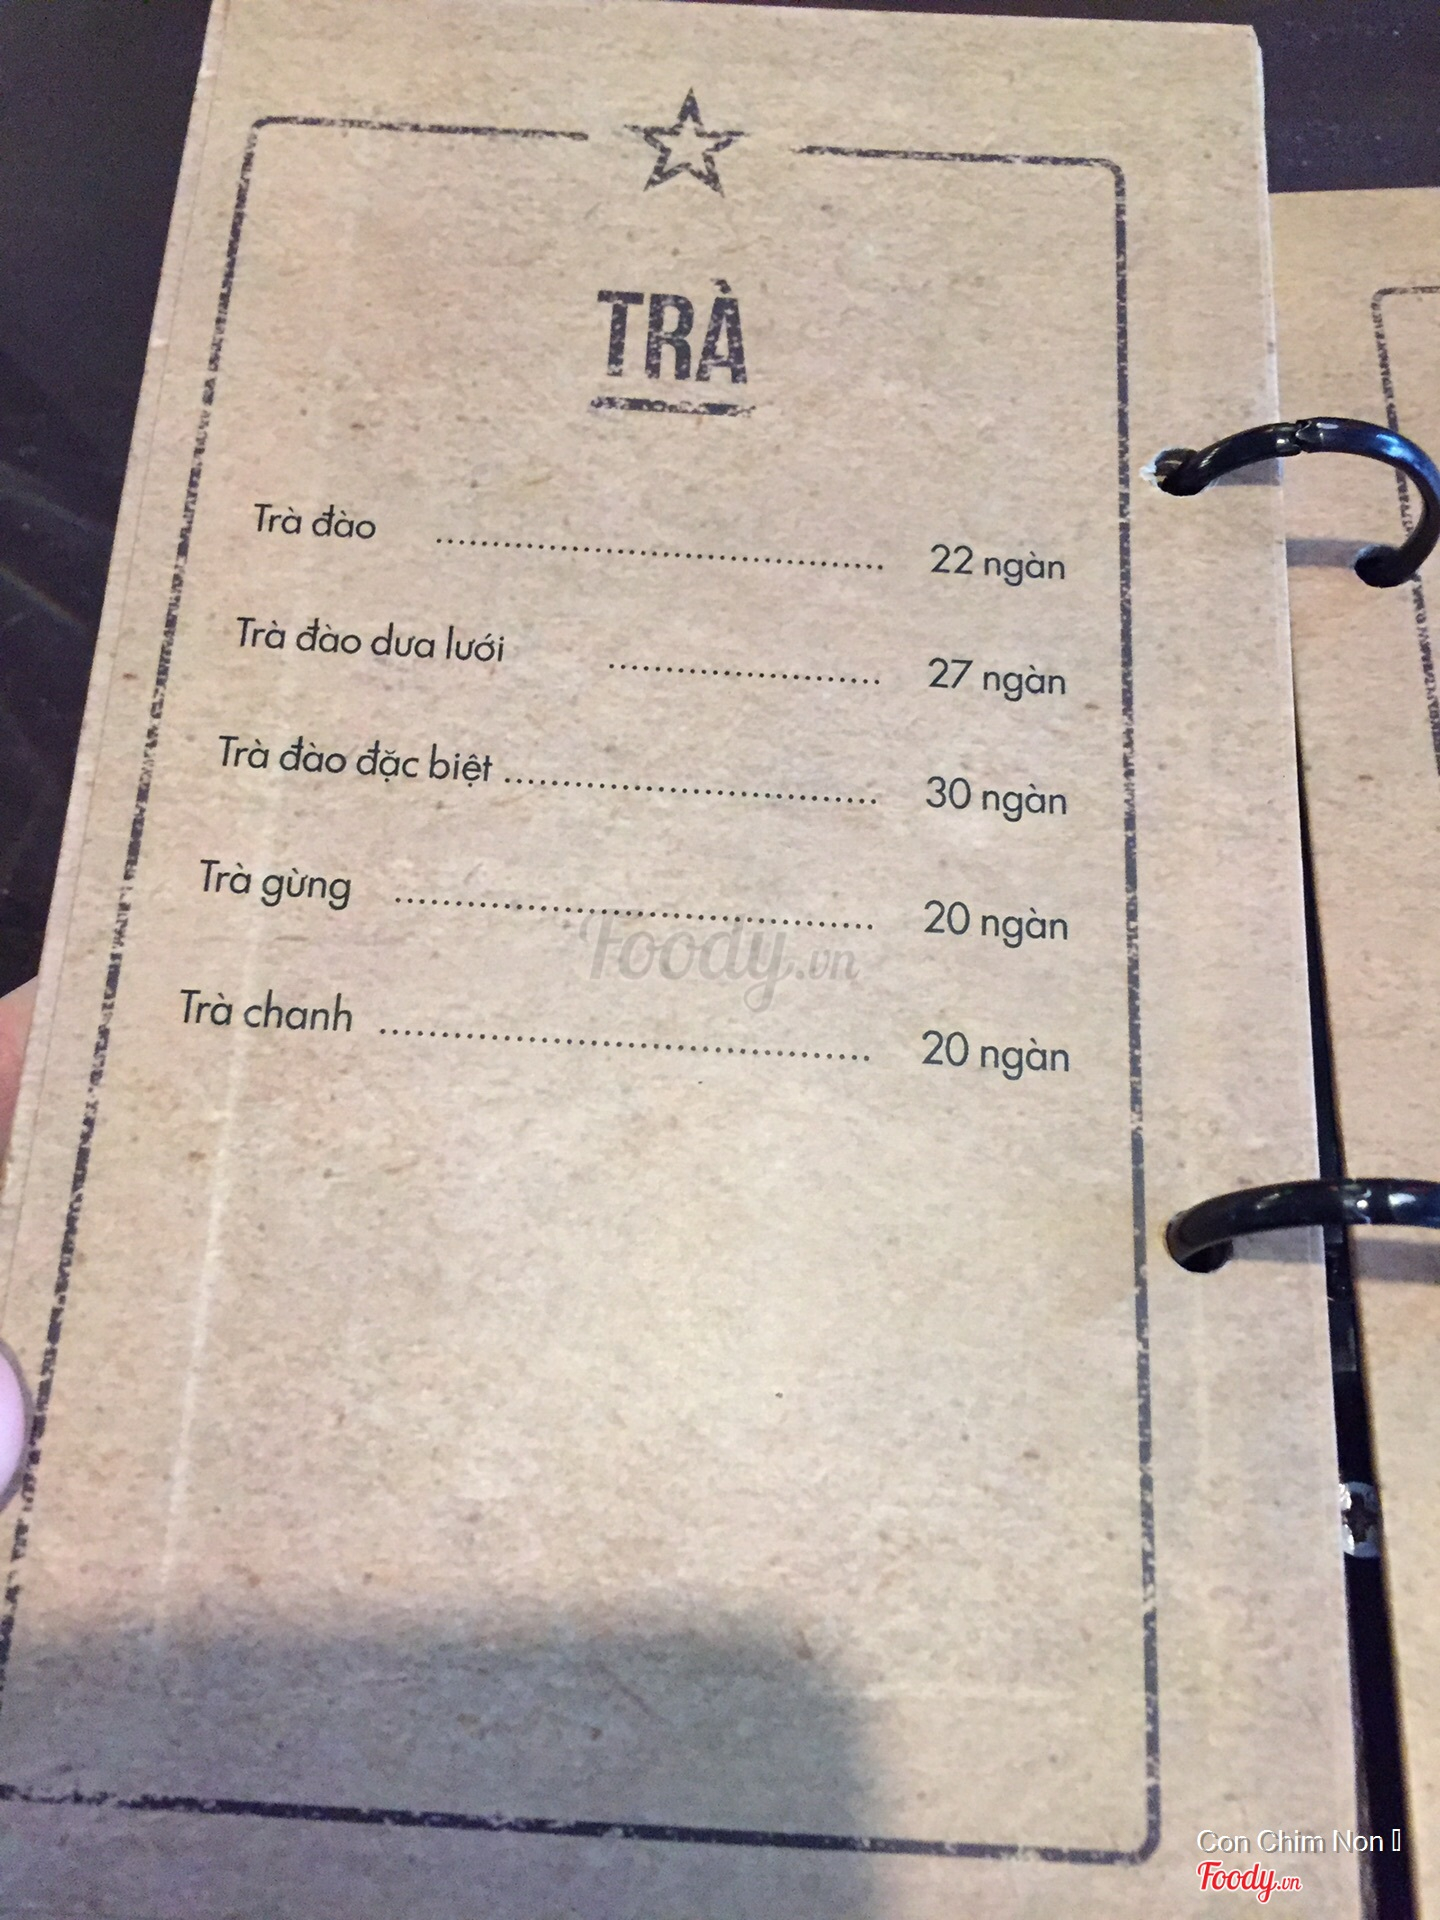 TRÀ
Trà đào ........................................ 22 ngàn
Trà đào dưa lưới ........................ 27 ngàn
Trà đào đặc biệt ................................. 30 ngàn
Trà gừng ........................................ 20 ngàn
Trà chanh ........................................ 20 ngàn
Foody.vn
Con Chim Non
Foody.vn